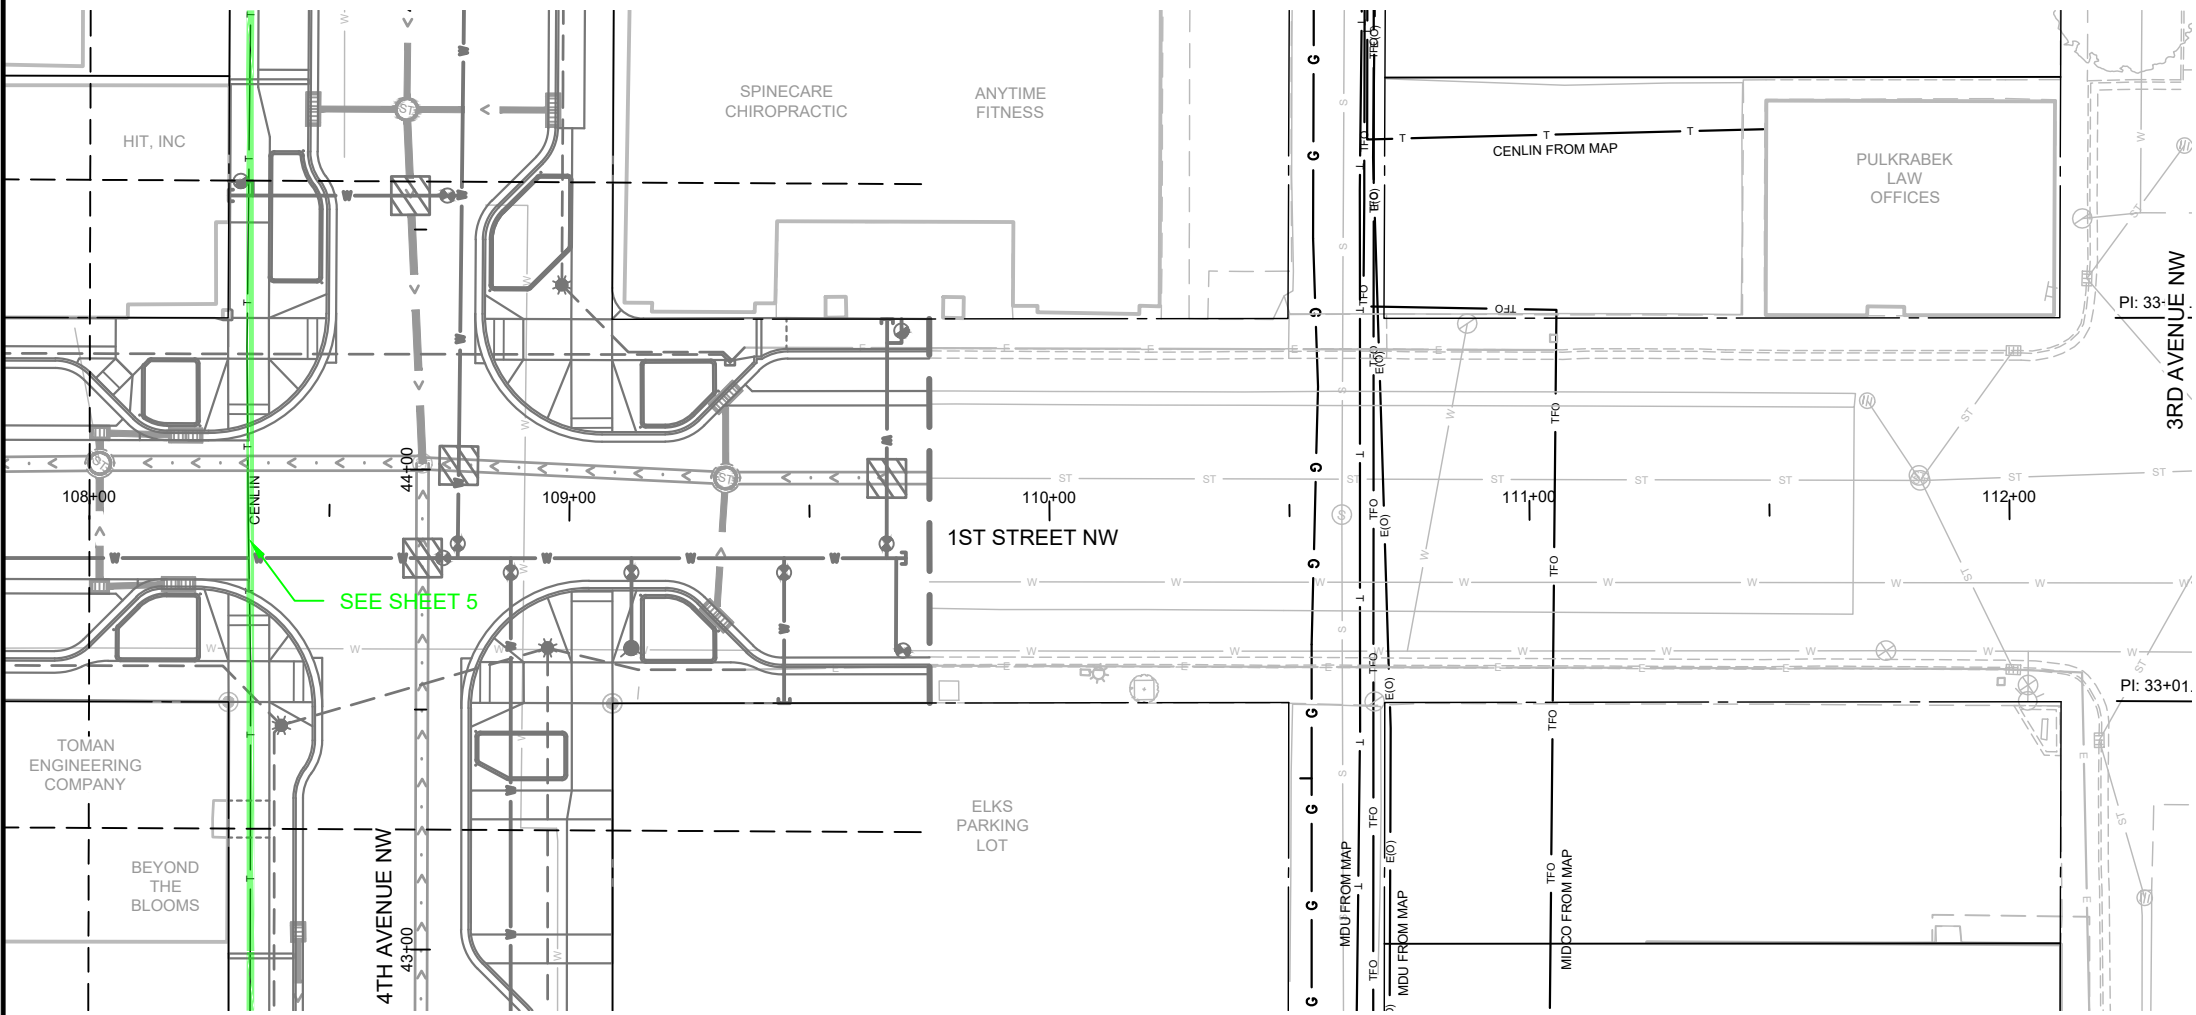 SPINECARE
CHIROPRACTIC
ANYTIME
FITNESS
HIT, INC
CENLIN FROM MAP
PULKRABEK
LAW
OFFICES
3RD AVENUE NW
PI: 33+
TFO
E(O)
ST
108+00
CENLIN
44+00
109+00
110+00
111+00
112+00
1ST STREET NW
SEE SHEET 5
PI: 33+01.
TOMAN
ENGINEERING
COMPANY
BEYOND
THE
BLOOMS
4TH AVENUE NW
43+00
ELKS
PARKING
LOT
MDU FROM MAP
MDU FROM MAP
MIDCO FROM MAP